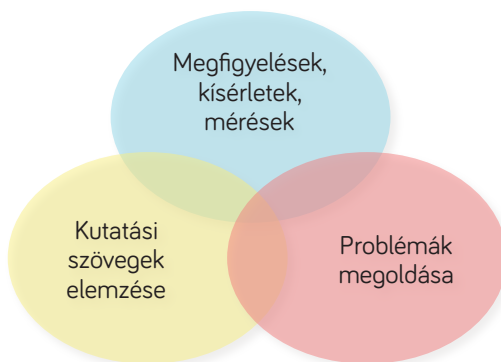 Megfigyelések,
kísérletek,
mérések
Kutatási
szövegek
elemzése
Problémák
megoldása